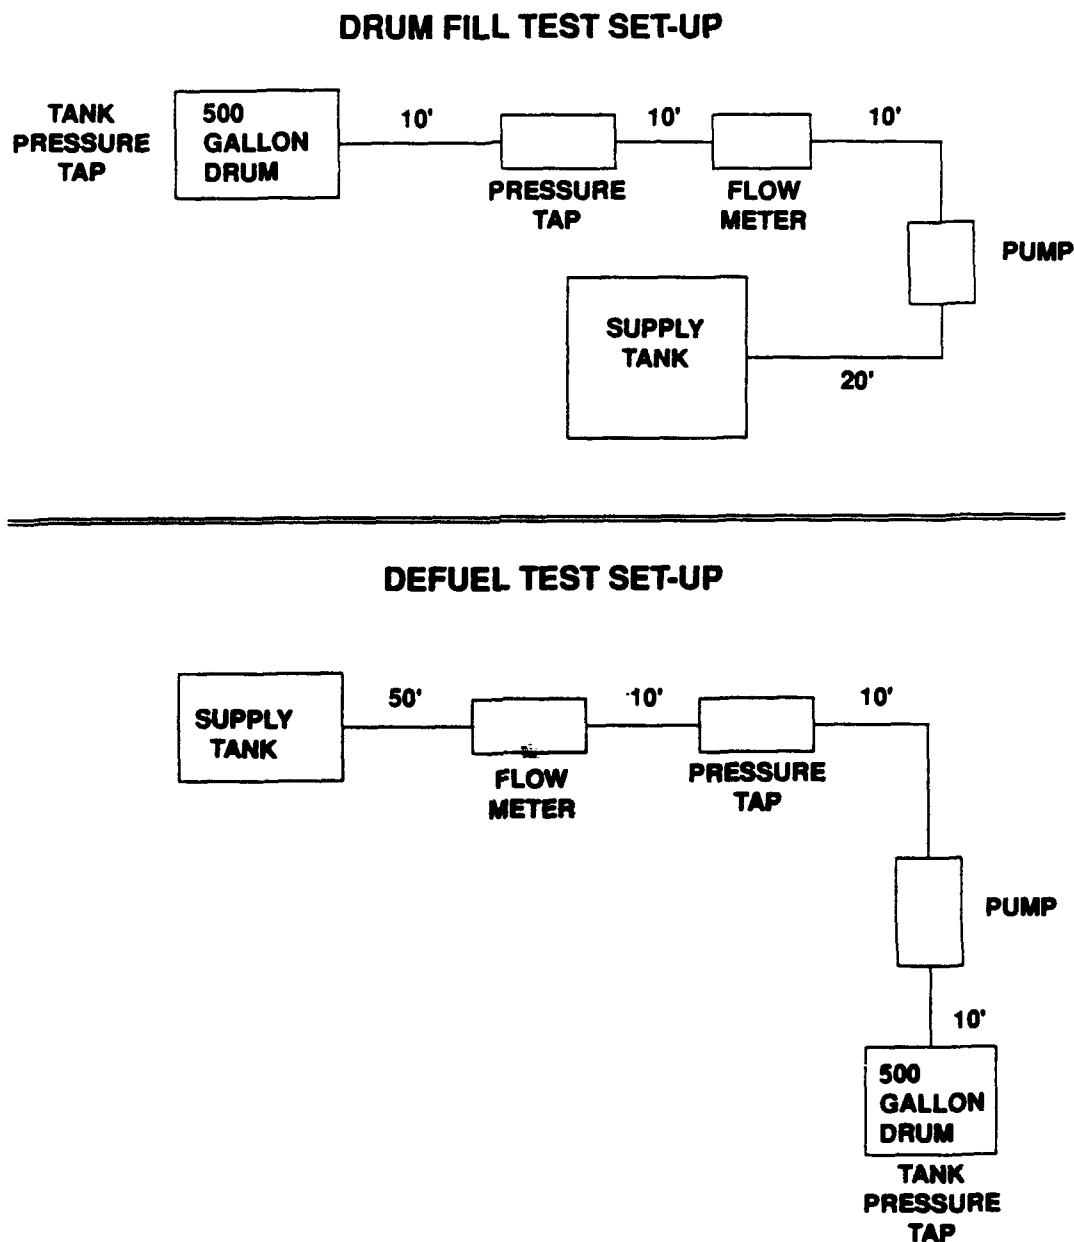 DRUM FILL TEST SET-UP
TANK
PRESSURE
TAP
500
GALLON
DRUM
10'
PRESSURE
TAP
10'
FLOW
METER
10'
PUMP
SUPPLY
TANK
20'
DEFUEL TEST SET-UP
SUPPLY
TANK
50'
FLOW
METER
10'
PRESSURE
TAP
10'
PUMP
10'
500
GALLON
DRUM
TANK
PRESSURE
TAP